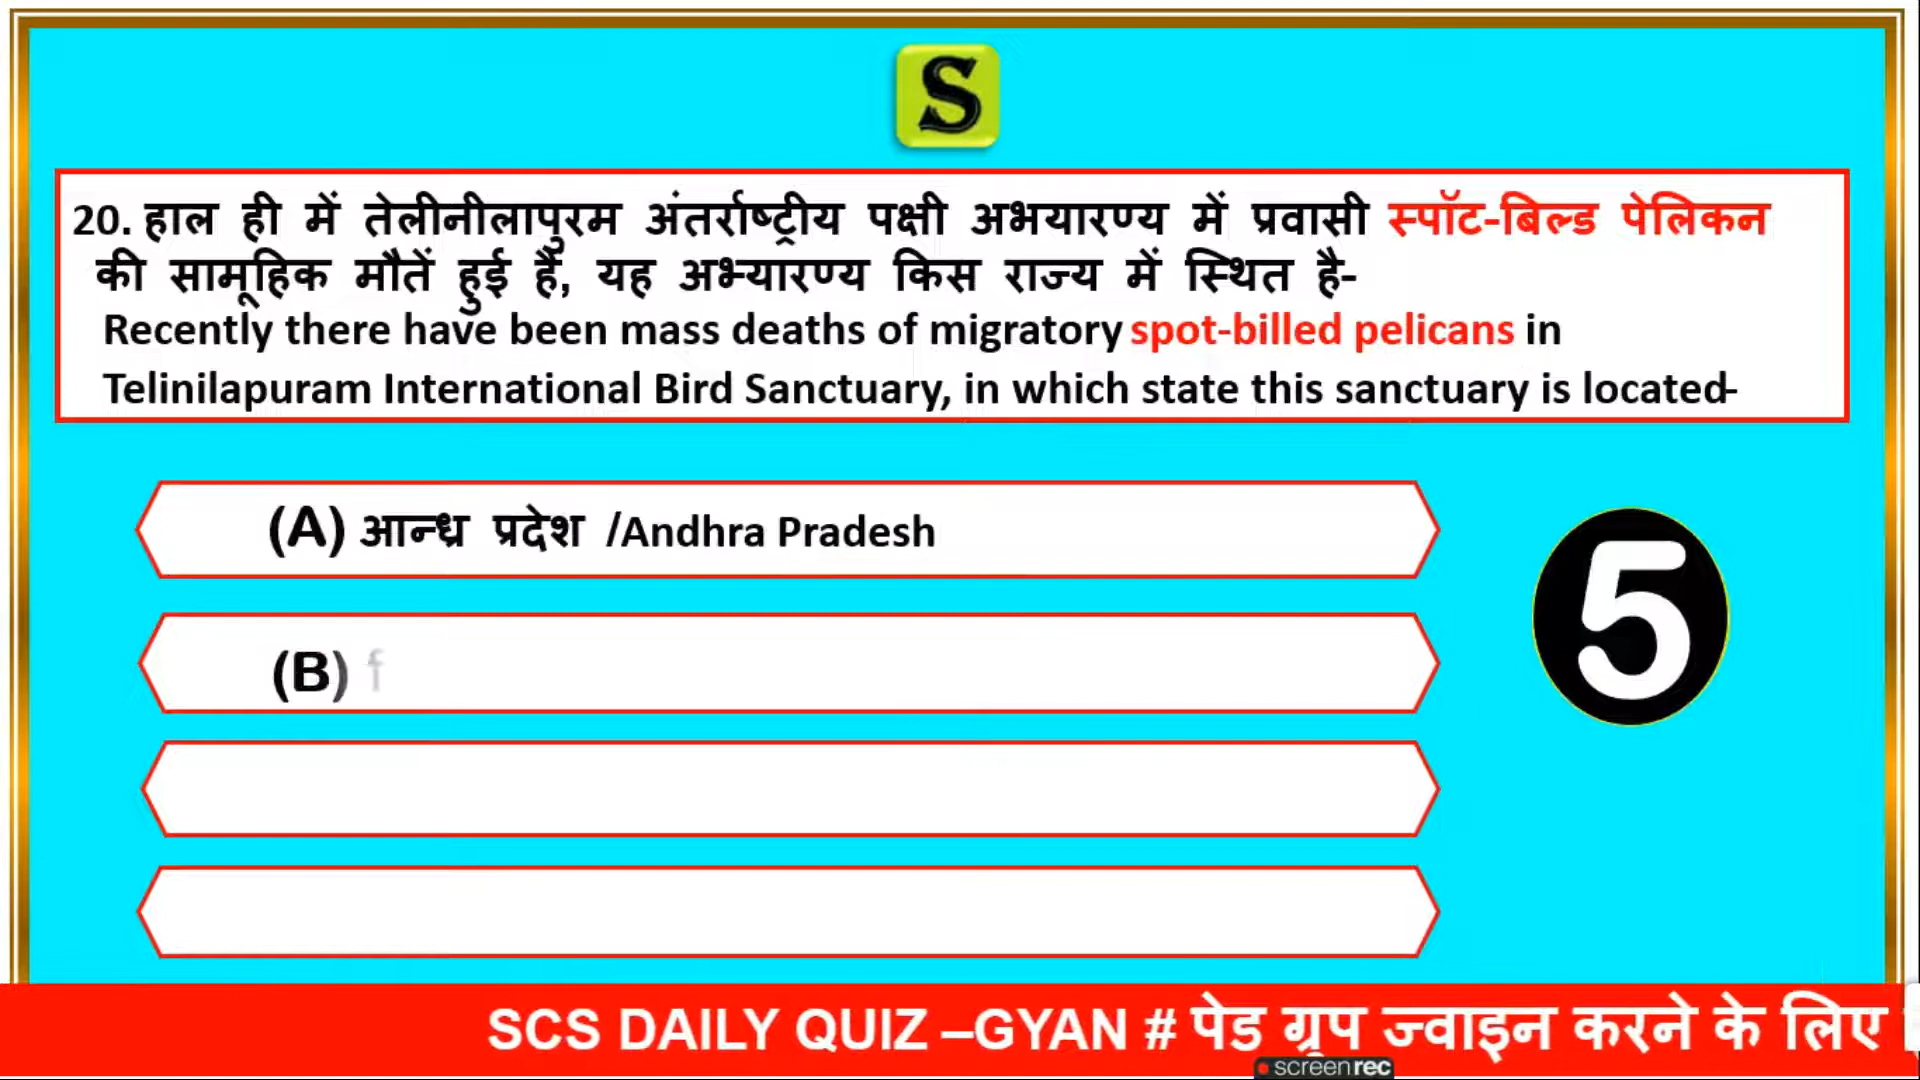 S
20. हाल ही में तेलीनीलापुरम अंतर्राष्ट्रीय पक्षी अभयारण्य में प्रवासी स्पॉट-बिल्ड पेलिकन
की सामूहिक मौतें हुई हैं, यह अभ्यारण्य किस राज्य में स्थित है-
Recently there have been mass deaths of migratory spot-billed pelicans in
Telinilapuram International Bird Sanctuary, in which state this sanctuary is located-
(A) आन्ध्र प्रदेश /Andhra Pradesh
5
(B)
SCS DAILY QUIZ –GYAN # पेड ग्रुप ज्वाइन करने के लिए
screenrec